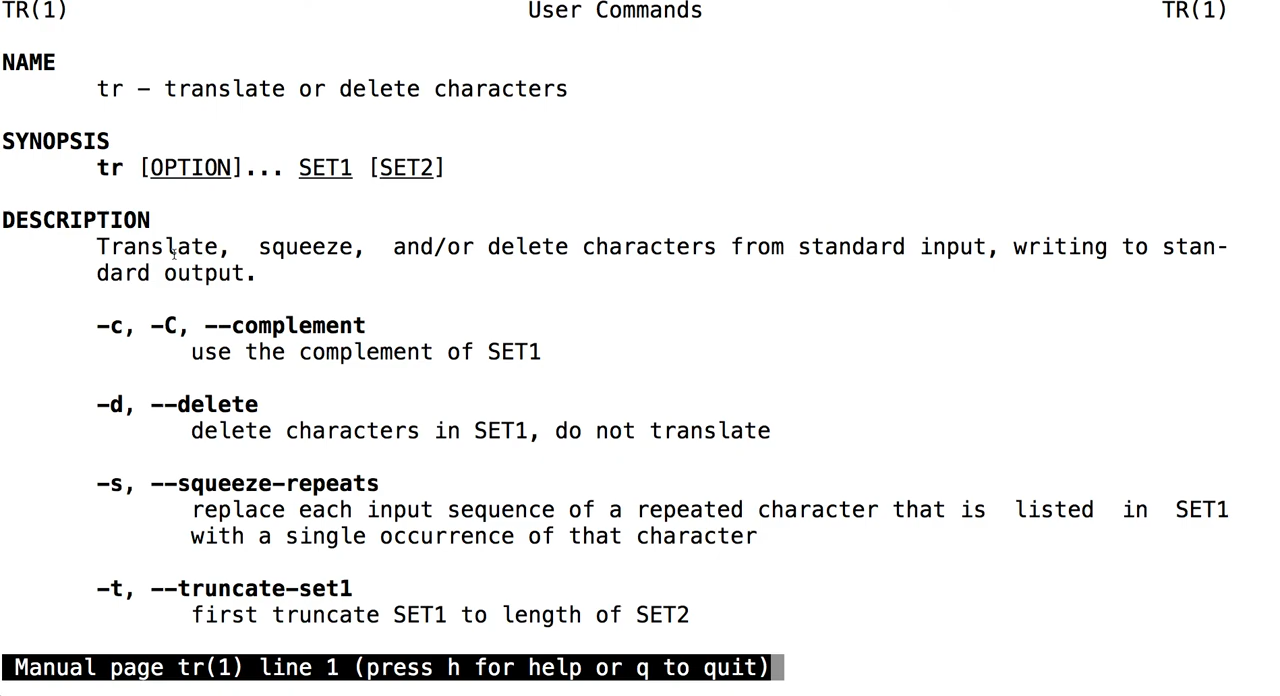 TR(1) User Commands TR(1)
NAME
tr – translate or delete characters
SYNOPSIS
tr [OPTION]... SET1 [SET2]
DESCRIPTION
Translate, squeeze, and/or delete characters from standard input, writing to stan-
dard output.
–c, –C, ––complement
use the complement of SET1
–d, ––delete
delete characters in SET1, do not translate
–s, ––squeeze–repeats
replace each input sequence of a repeated character that is listed in SET1
with a single occurrence of that character
–t, ––truncate–set1
first truncate SET1 to length of SET2
Manual page tr(1) line 1 (press h for help or q to quit)